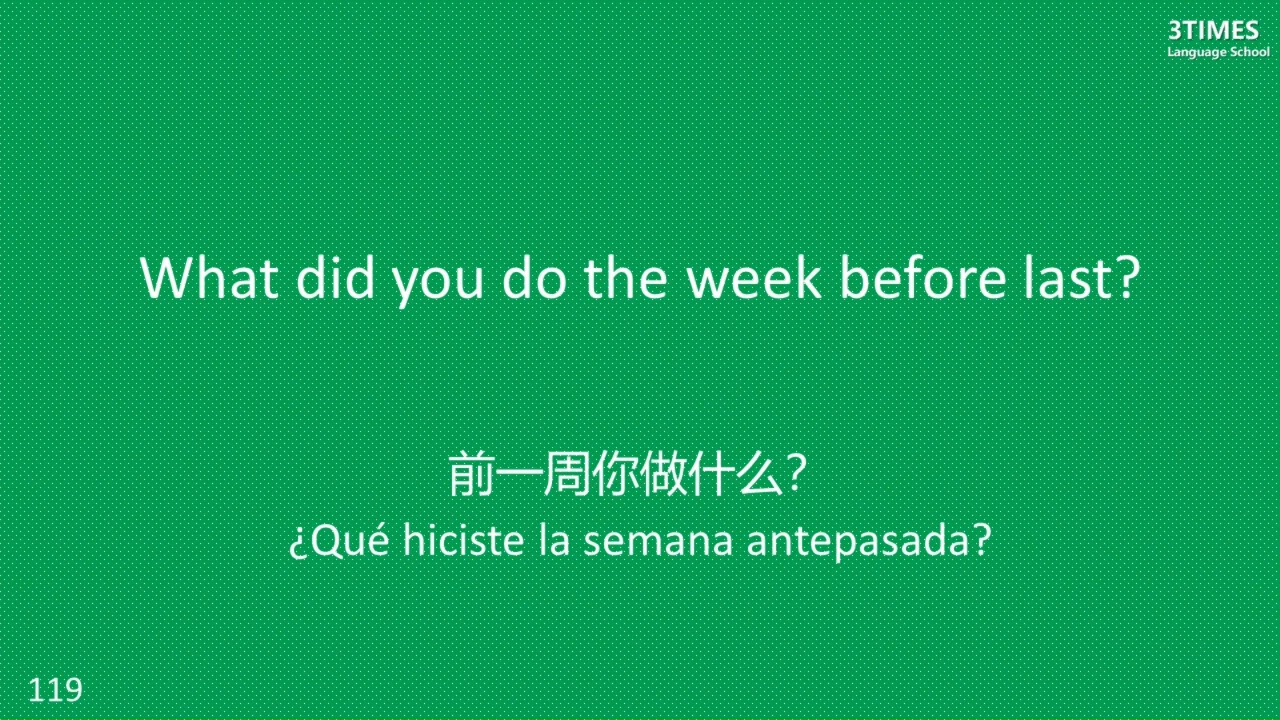 3TIMES
Language School
What did you do the week before last?
前一周你做什么?
¿Qué hiciste la semana antepasada?
119